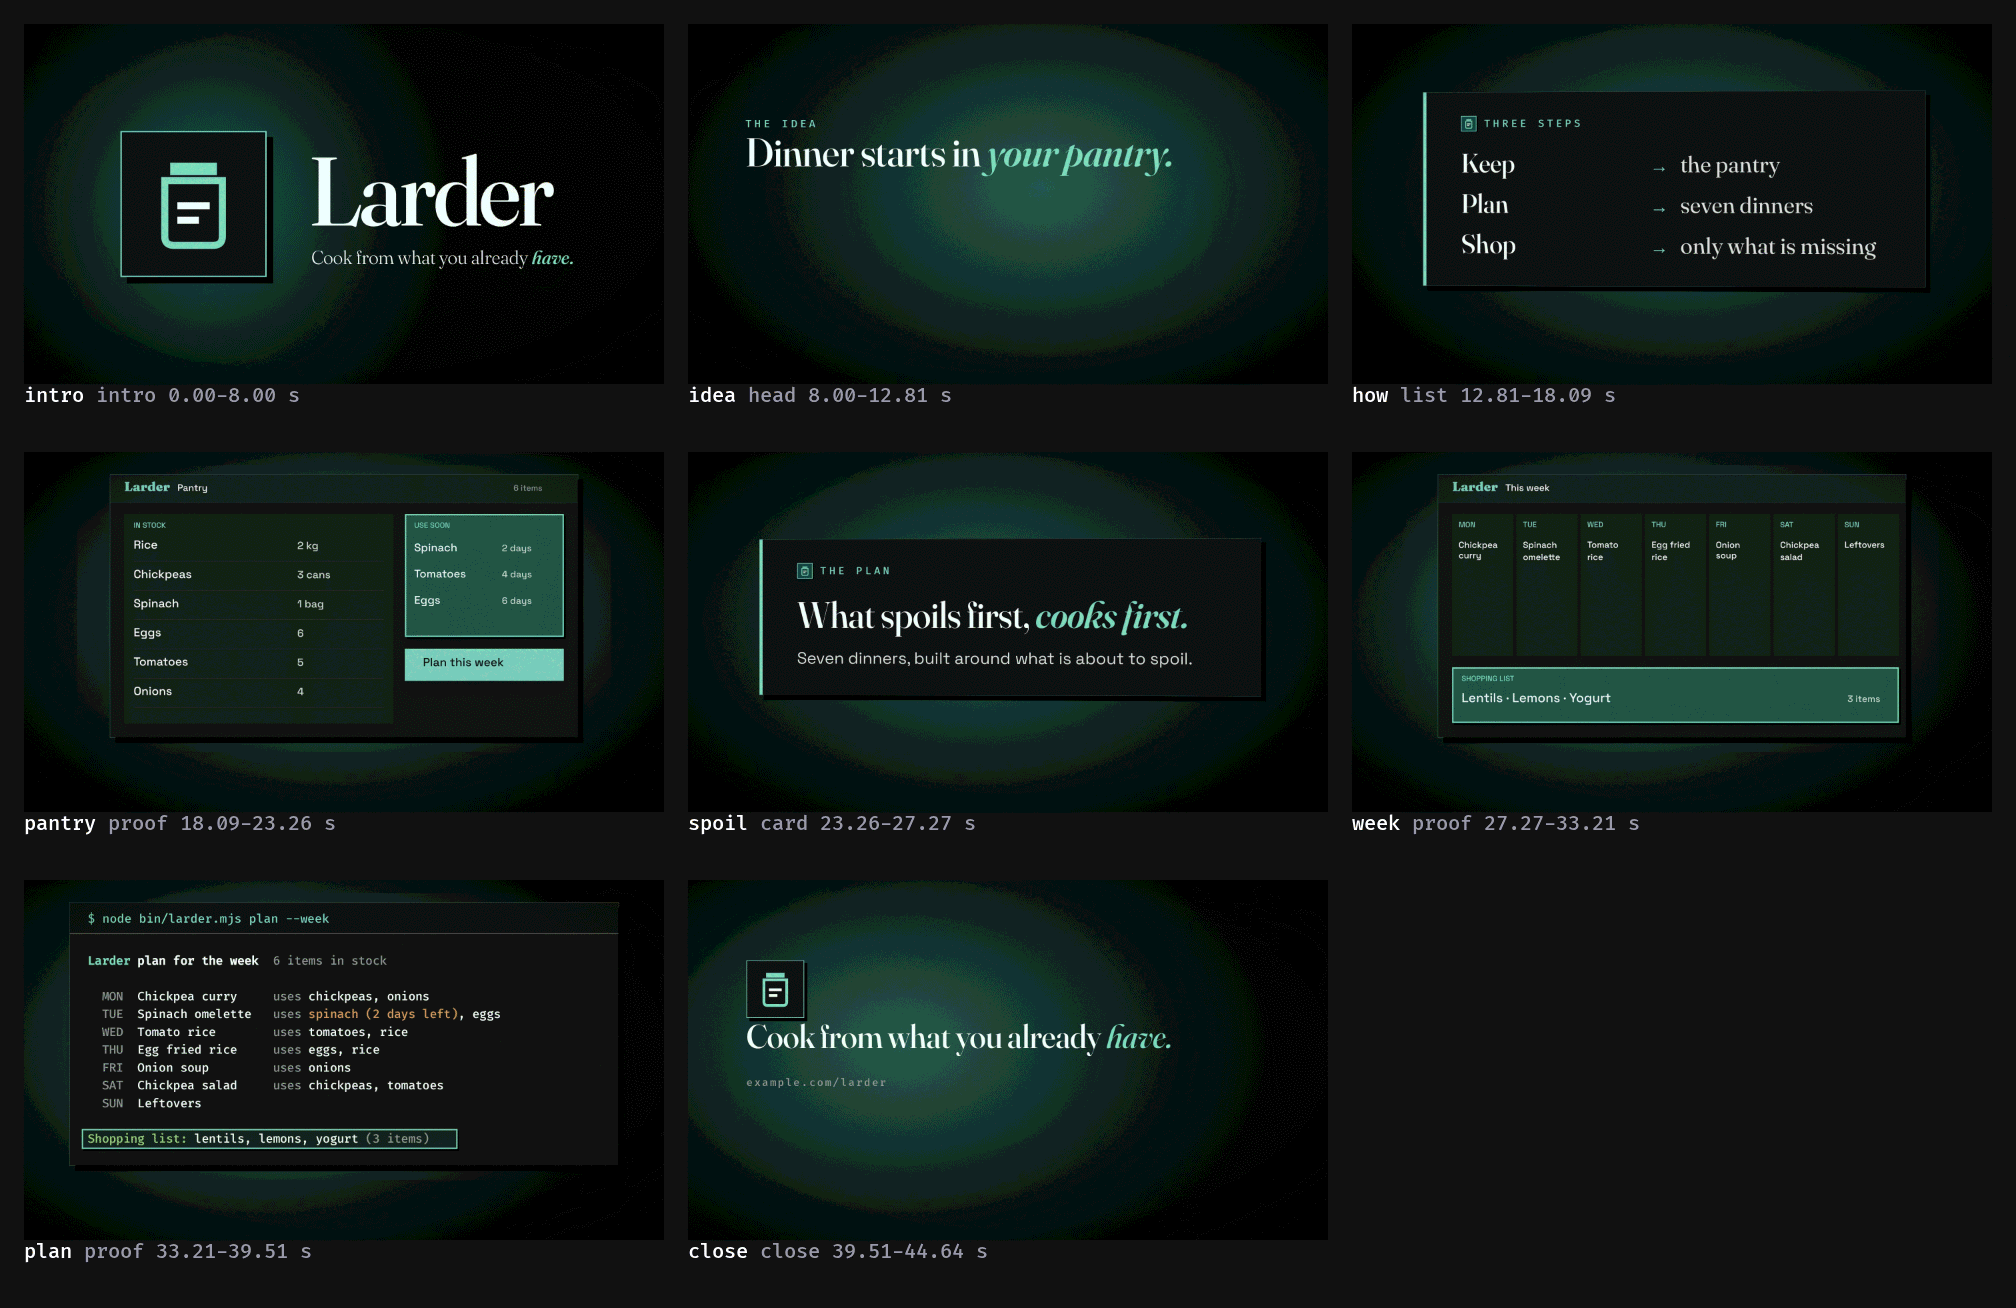 Larder
Cook from what you already have.
intro intro 0.00-8.00 s
THE IDEA
Dinner starts in your pantry.
idea head 8.00-12.81 s
THREE STEPS
Keep → the pantry
Plan → seven dinners
Shop → only what is missing
how list 12.81-18.09 s
Larder Pantry 6 items
IN STOCK
Rice 2 kg
Chickpeas 3 cans
Spinach 1 bag
Eggs 6
Tomatoes 5
Onions 4
USE SOON
Spinach 2 days
Tomatoes 4 days
Eggs 6 days
Plan this week
pantry proof 18.09-23.26 s
THE PLAN
What spoils first, cooks first.
Seven dinners, built around what is about to spoil.
spoil card 23.26-27.27 s
Larder This week
MON
Chickpea
curry
TUE
Spinach
omelette
WED
Tomato
rice
THU
Egg fried
rice
FRI
Onion
soup
SAT
Chickpea
salad
SUN
Leftovers
SHOPPING LIST
Lentils · Lemons · Yogurt 3 items
week proof 27.27-33.21 s
$ node bin/larder.mjs plan --week
Larder plan for the week 6 items in stock
MON Chickpea curry uses chickpeas, onions
TUE Spinach omelette uses spinach (2 days left), eggs
WED Tomato rice uses tomatoes, rice
THU Egg fried rice uses eggs, rice
FRI Onion soup uses onions
SAT Chickpea salad uses chickpeas, tomatoes
SUN Leftovers
Shopping list: lentils, lemons, yogurt (3 items)
plan proof 33.21-39.51 s
Cook from what you already have.
example.com/larder
close close 39.51-44.64 s